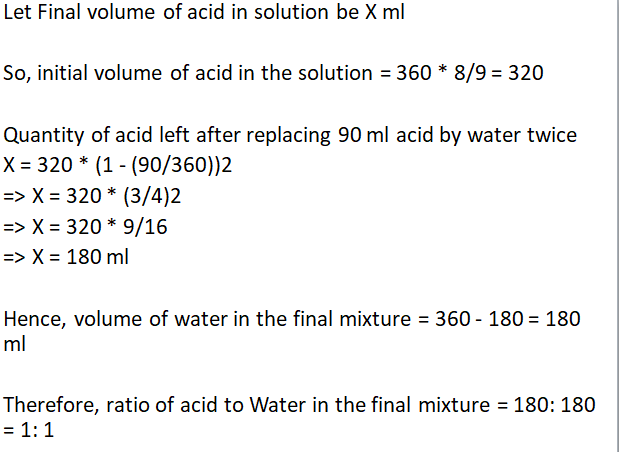 Let Final volume of acid in solution be X ml
So, initial volume of acid in the solution = 360 * 8/9 = 320
Quantity of acid left after replacing 90 ml acid by water twice
X = 320 * (1 - (90/360))2
=> X = 320 * (3/4)2
=> X = 320 * 9/16
=> X = 180 ml
Hence, volume of water in the final mixture = 360 - 180 = 180
ml
Therefore, ratio of acid to Water in the final mixture = 180: 180
= 1: 1